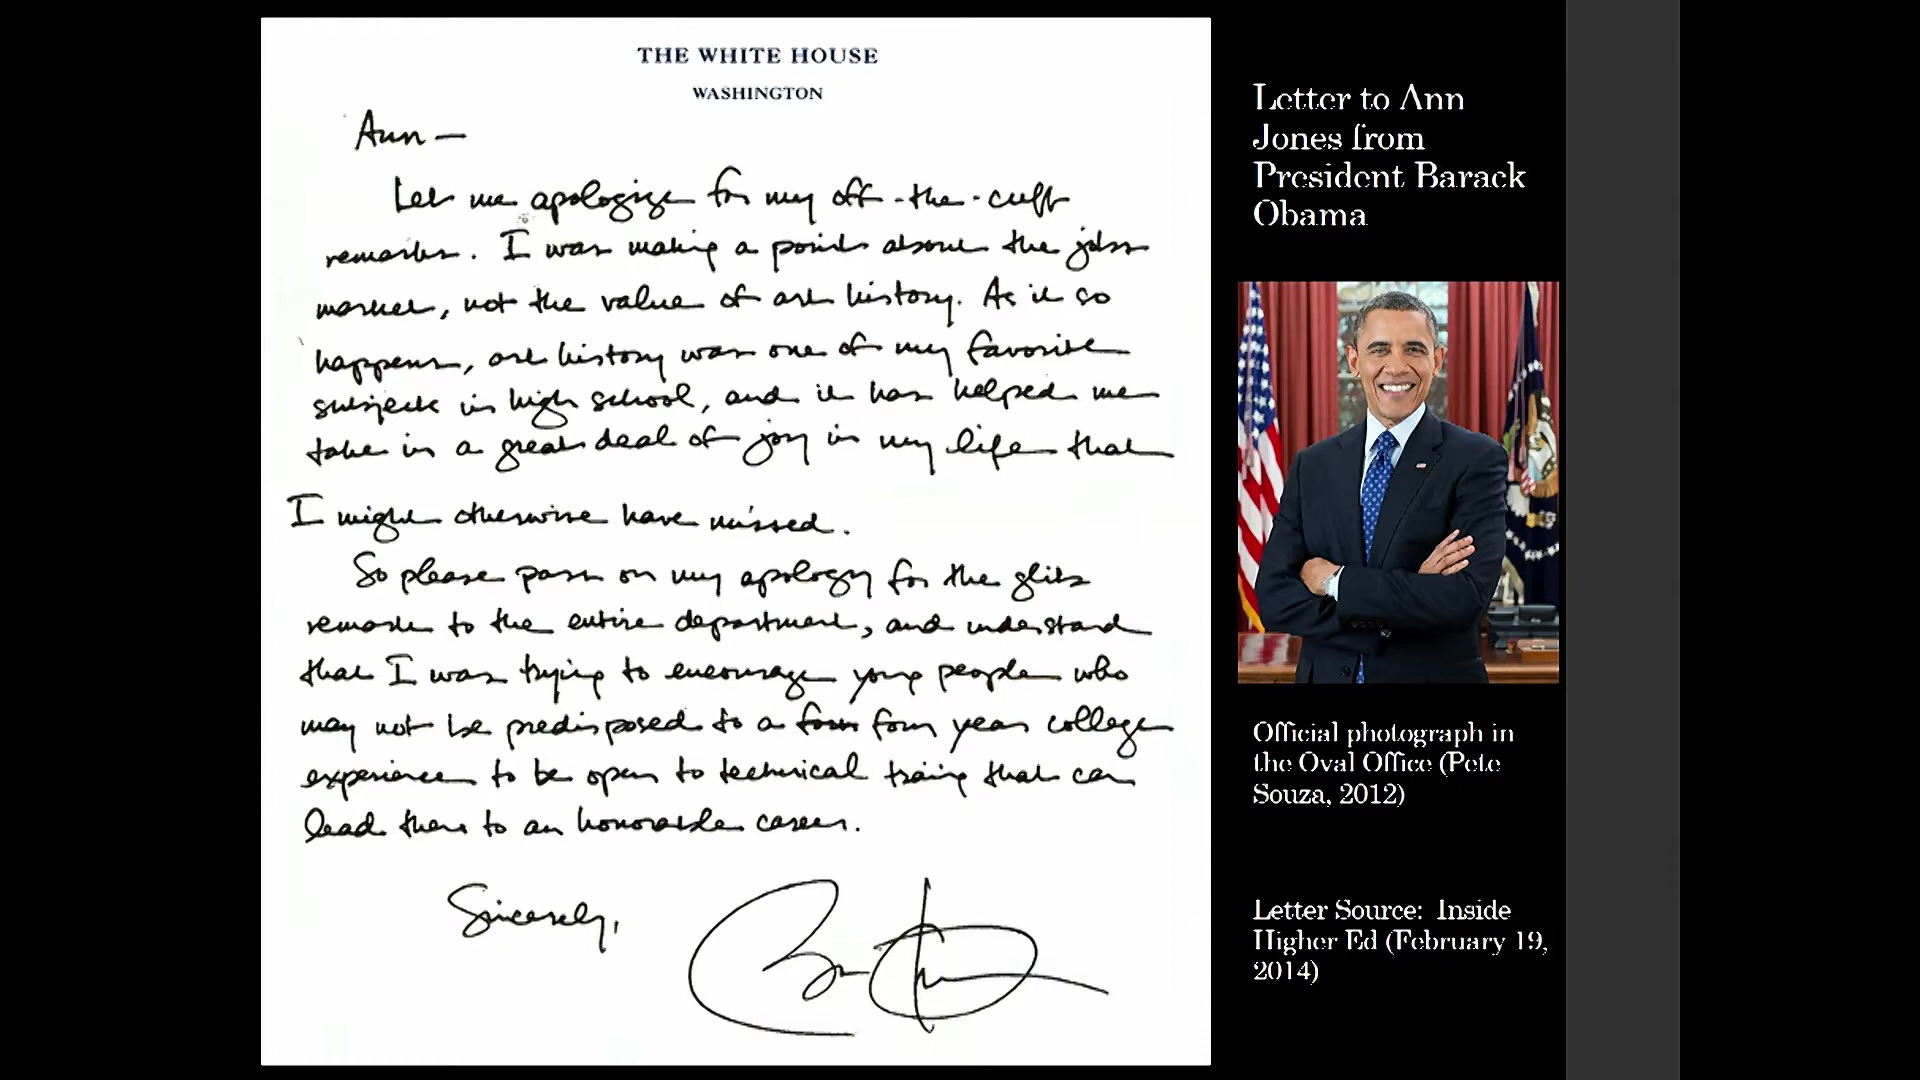 THE WHITE HOUSE
WASHINGTON
Ann —
Let me apologize for my off-the-cuff
remarks. I was making a point about the jobs
market, not the value of art history. As it so
happens, art history was one of my favorite
subjects in high school, and it has helped me
take in a great deal of joy in my life that
I might otherwise have missed.
So please pass on my apology for the glib
remark to the entire department, and understand
that I was trying to encourage young people who
may not be predisposed to a four four year college
experience to be open to technical training that can
lead them to an honorable career.
Sincerely,
Letter to Ann
Jones from
President Barack
Obama
Official photograph in
the Oval Office (Pete
Souza, 2012)
Letter Source: Inside
Higher Ed (February 19,
2014)